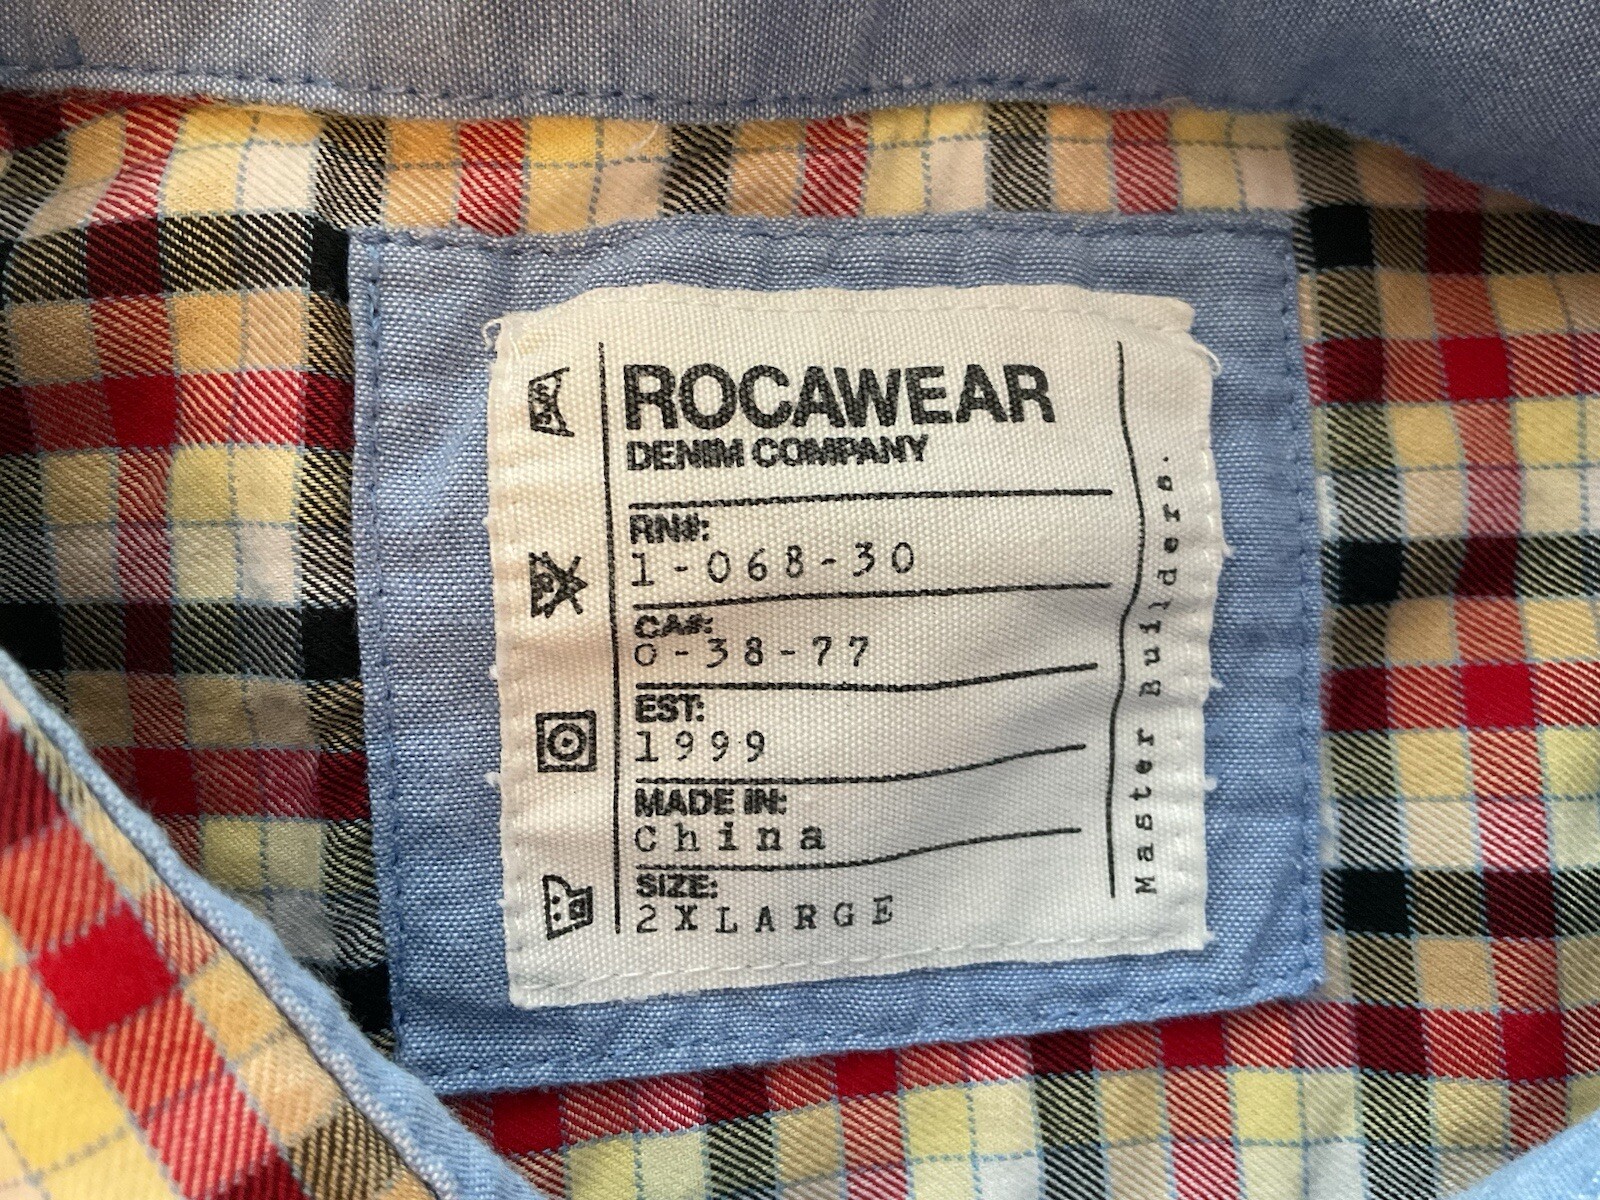 ROCAWEAR
DENIM COMPANY
RN#:
1-068-30
CA#:
0-38-77
EST:
1999
MADE IN:
China
SIZE:
2XLARGE
Master Builders.